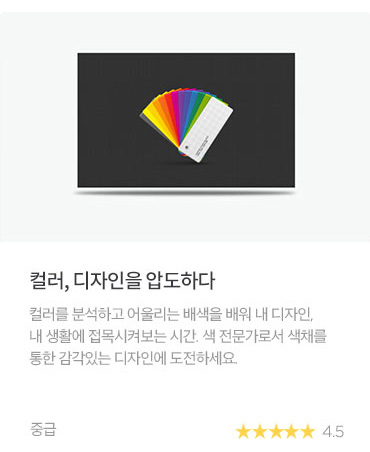 컬러, 디자인을 압도하다
컬러를 분석하고 어울리는 배색을 배워 내 디자인,
내 생활에 접목시켜보는 시간. 색 전문가로서 색채를
통한 감각있는 디자인에 도전하세요.
중급
★★★★★ 4.5